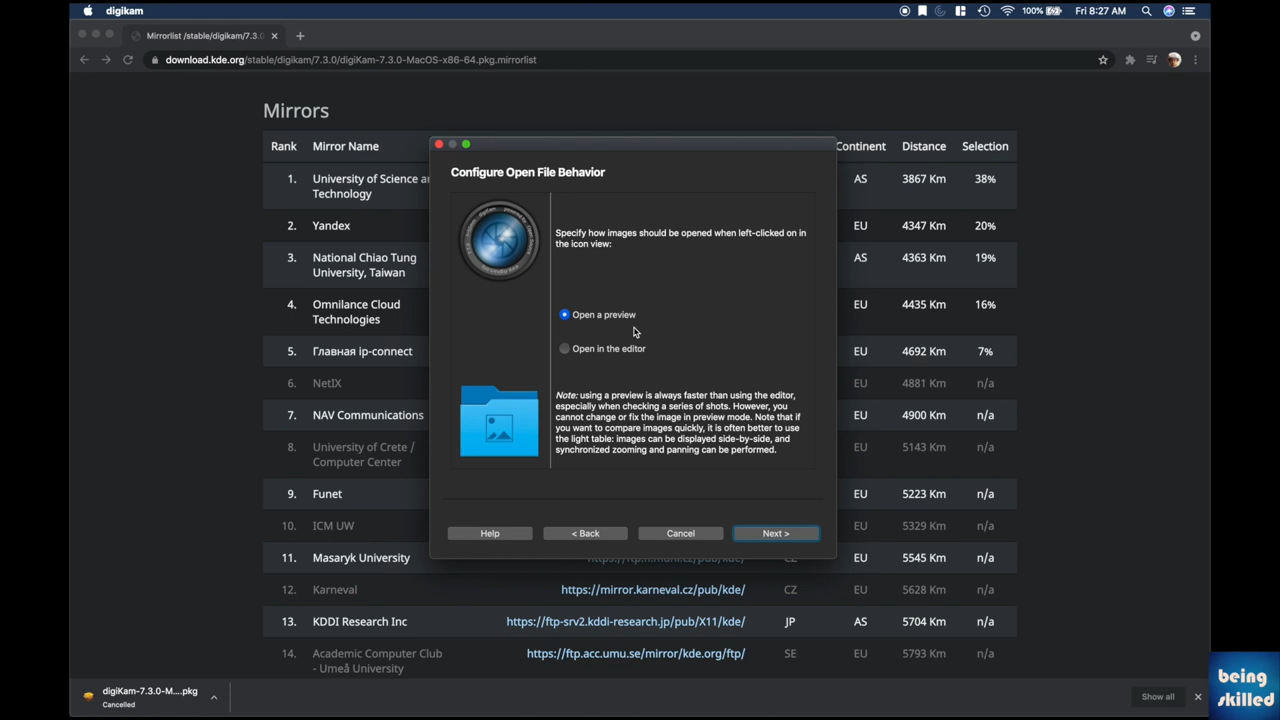 digikam
100%
Fri 8:27 AM
Mirrorlist /stable/digikam/7.3.0
download.kde.org/stable/digikam/7.3.0/digiKam-7.3.0-MacOS-x86-64.pkg.mirrorlist
Mirrors
Rank Mirror Name Continent Distance Selection
1. University of Science
Technology AS 3867 Km 38%
2. Yandex EU 4347 Km 20%
3. National Chiao Tung
University, Taiwan AS 4363 Km 19%
4. Omnilance Cloud
Technologies EU 4435 Km 16%
5. Главная ip-connect EU 4692 Km 7%
6. NetIX EU 4881 Km n/a
7. NAV Communications EU 4900 Km n/a
8. University of Crete /
Computer Center EU 5143 Km n/a
9. Funet EU 5223 Km n/a
10. ICM UW EU 5329 Km n/a
11. Masaryk University EU 5545 Km n/a
12. Karneval https://mirror.karneval.cz/pub/kde/ CZ EU 5628 Km n/a
13. KDDI Research Inc https://ftp-srv2.kddi-research.jp/pub/X11/kde/ JP AS 5704 Km n/a
14. Academic Computer Club
- Umeå University https://ftp.acc.umu.se/mirror/kde.org/ftp/ SE EU 5793 Km n/a
Configure Open File Behavior
Specify how images should be opened when left-clicked on in
the icon view:
Open a preview
Open in the editor
Note: using a preview is always faster than using the editor,
especially when checking a series of shots. However, you
cannot change or fix the image in preview mode. Note that if
you want to compare images quickly, it is often better to use
the light table: images can be displayed side-by-side, and
synchronized zooming and panning can be performed.
Help
< Back
Cancel
Next >
digiKam-7.3.0-M....pkg
Cancelled
Show all
being
skilled